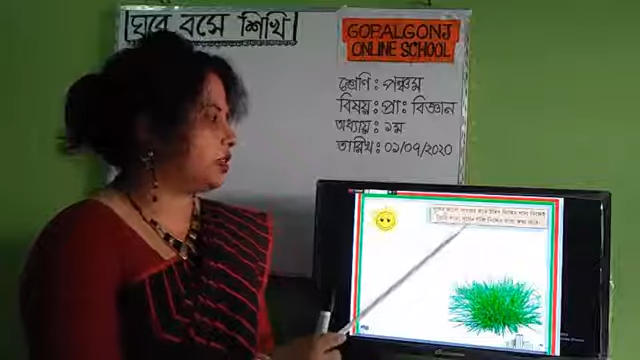 ঘরে বসে শিখি
GOPALGONJ
ONLINE SCHOOL
শ্রেণি : পঞ্চম
বিষয় : প্রাঃ বিজ্ঞান
অধ্যায় : ১ম
তারিখ : ০১/০৭/২০২০